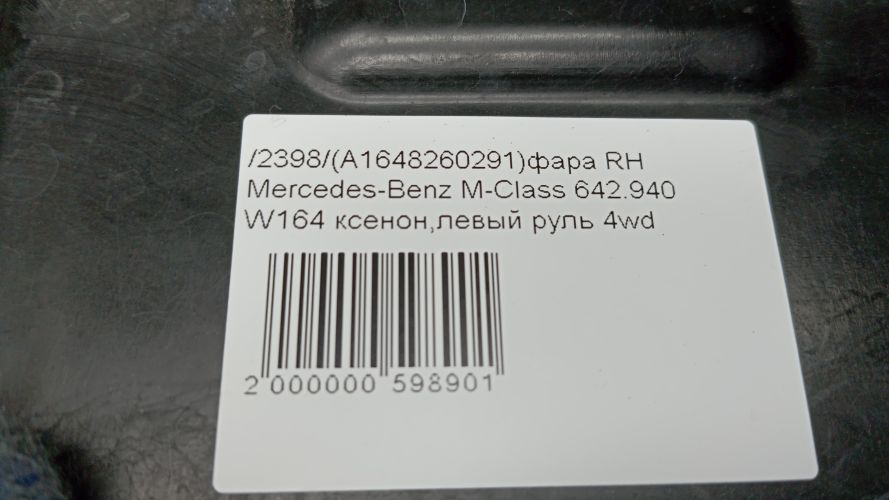 /2398/(A1648260291)фара RH
Mercedes-Benz M-Class 642.940
W164 ксенон,левый руль 4wd
2 000000 598901